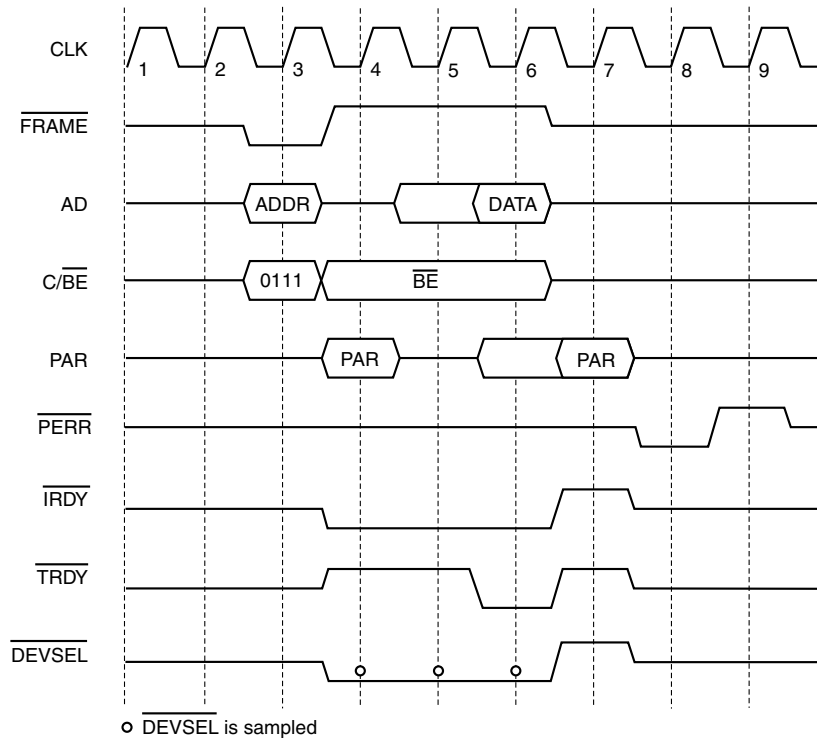 CLK
1 2 3 4 5 6 7 8 9
FRAME
AD ADDR DATA
C/BE 0111 BE
PAR PAR PAR
PERR
IRDY
TRDY
DEVSEL
DEVSEL is sampled